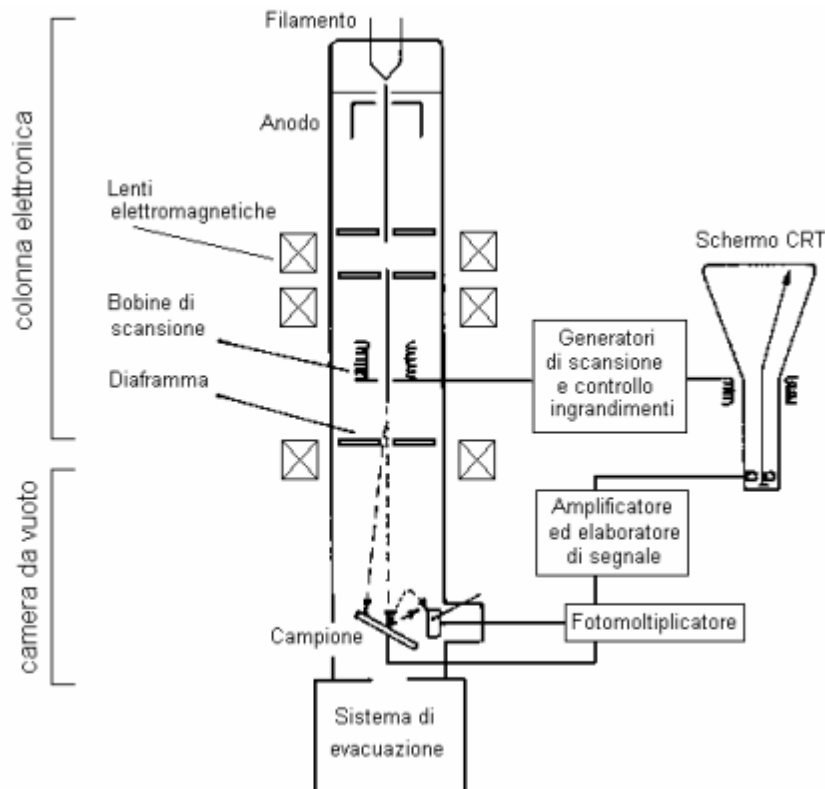 Filamento
Anodo
colonna elettronica
Lenti
elettromagnetiche
Schermo CRT
Bobine di
scansione
Generatori
di scansione
e controllo
ingrandimenti
Diaframma
camera da vuoto
Amplificatore
ed elaboratore
di segnale
Campione
Fotomoltiplicatore
Sistema di
evacuazione